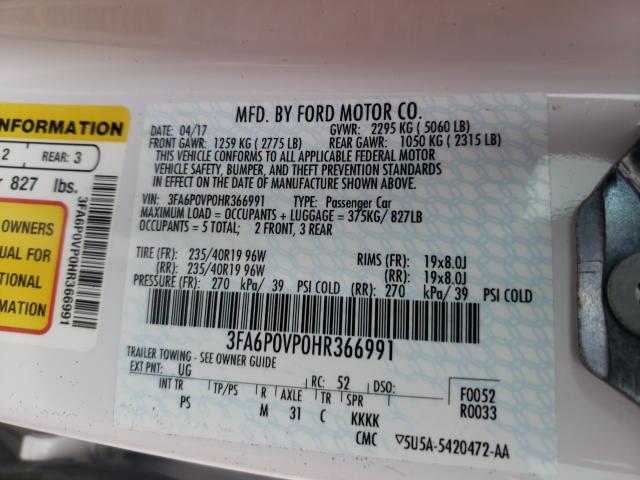 MFD. BY FORD MOTOR CO.
DATE: 04/17 GVWR: 2295 KG ( 5060 LB)
FRONT GAWR: 1259 KG ( 2775 LB) REAR GAWR: 1050 KG ( 2315 LB)
THIS VEHICLE CONFORMS TO ALL APPLICABLE FEDERAL MOTOR
VEHICLE SAFETY, BUMPER, AND THEFT PREVENTION STANDARDS
IN EFFECT ON THE DATE OF MANUFACTURE SHOWN ABOVE.
VIN: 3FA6P0VP0HR366991 TYPE: Passenger Car
MAXIMUM LOAD = OCCUPANTS + LUGGAGE = 375KG/ 827LB
OCCUPANTS = 5 TOTAL; 2 FRONT, 3 REAR
TIRE (FR): 235/40R19 96W RIMS (FR): 19x8.0J
(RR): 235/40R19 96W (RR): 19x8.0J
PRESSURE (FR): 270 kPa/ 39 PSI COLD (RR): 270 kPa/ 39 PSI COLD
3FA6P0VP0HR366991
TRAILER TOWING - SEE OWNER GUIDE
EXT PNT: UG RC: 52 DSO:
INT TR TP/PS R AXLE TR SPR
PS M 31 C KKKK
CMC
F0052
R0033
5U5A-5420472-AA
INFORMATION
2 REAR: 3
827 lbs.
OWNERS
UAL FOR
TIONAL
MATION
3FA6P0VP0HR366991